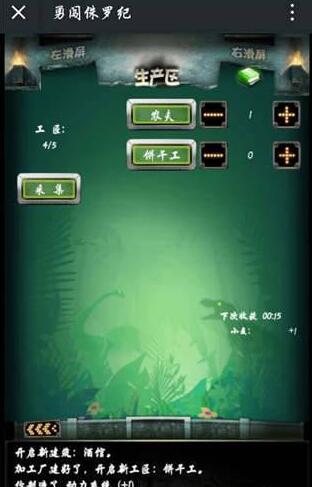 勇闯侏罗纪
左滑屏
右滑屏
生产区
工匠:
4/5
农夫
1
饼干工
0
采集
下次收获 00:15
小麦: +1
开启新建筑：酒馆。
加工厂建好了，开启新工匠：饼干工。